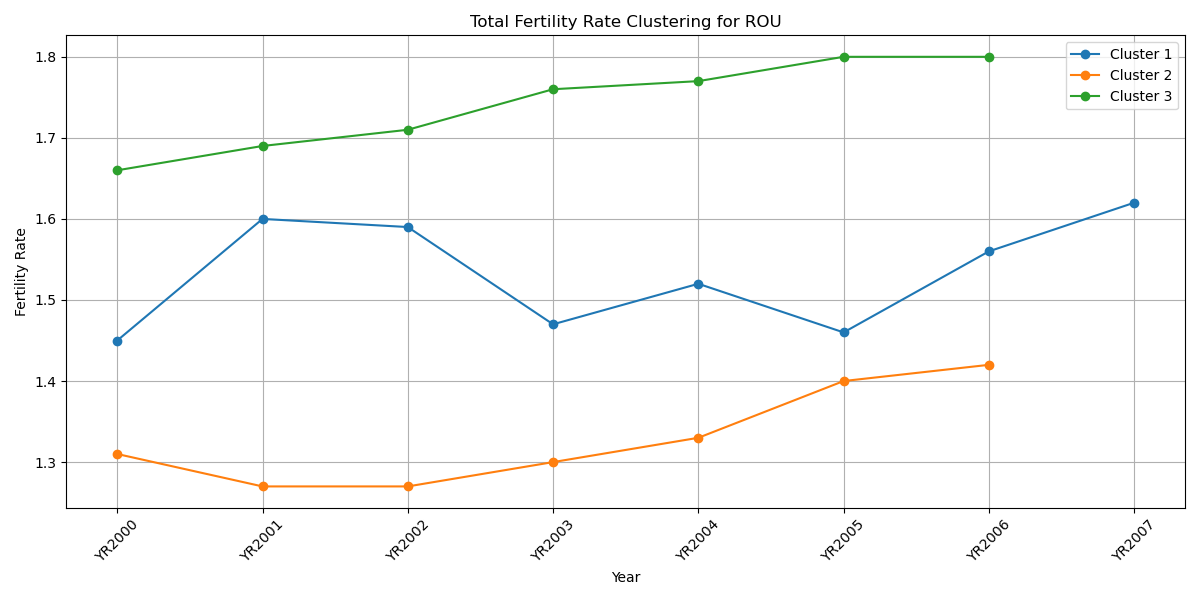 Total Fertility Rate Clustering for ROU
Cluster 1
Cluster 2
Cluster 3
Fertility Rate
1.8
1.7
1.6
1.5
1.4
1.3
YR2000
YR2001
YR2002
YR2003
YR2004
YR2005
YR2006
YR2007
Year